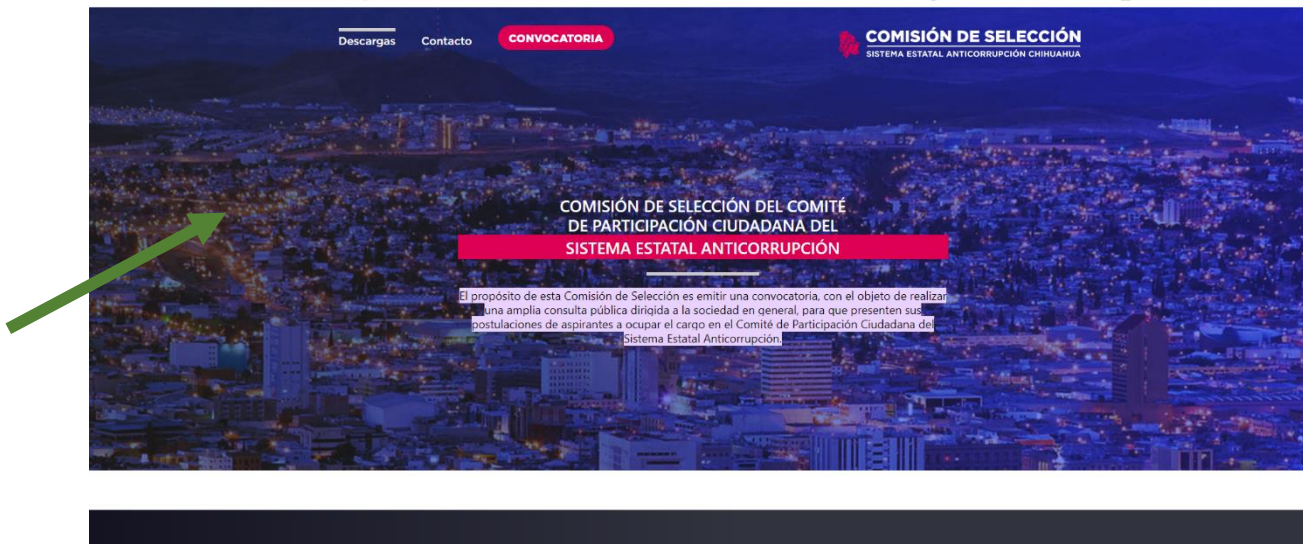 Descargas Contacto CONVOCATORIA
COMISIÓN DE SELECCIÓN
SISTEMA ESTATAL ANTICORRUPCIÓN CHIHUAHUA
COMISIÓN DE SELECCIÓN DEL COMITÉ
DE PARTICIPACIÓN CIUDADANA DEL
SISTEMA ESTATAL ANTICORRUPCIÓN
El propósito de esta Comisión de Selección es emitir una convocatoria, con el objeto de realizar
una amplia consulta pública dirigida a la sociedad en general, para que presenten sus
postulaciones de aspirantes a ocupar el cargo en el Comité de Participación Ciudadana del
Sistema Estatal Anticorrupción.